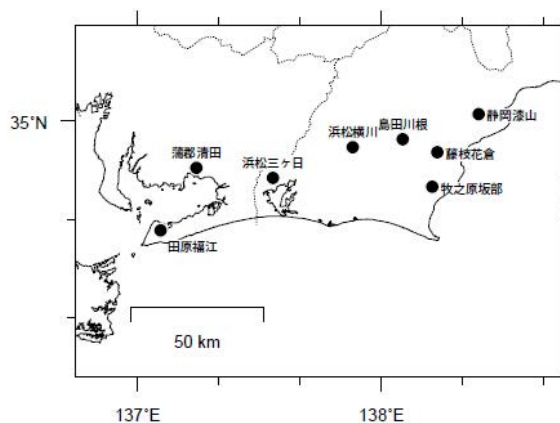 35°N
静岡漆山
島田川根
浜松横川
藤枝花倉
蒲郡清田
浜松三ヶ日
牧之原坂部
田原福江
50 km
137°E
138°E